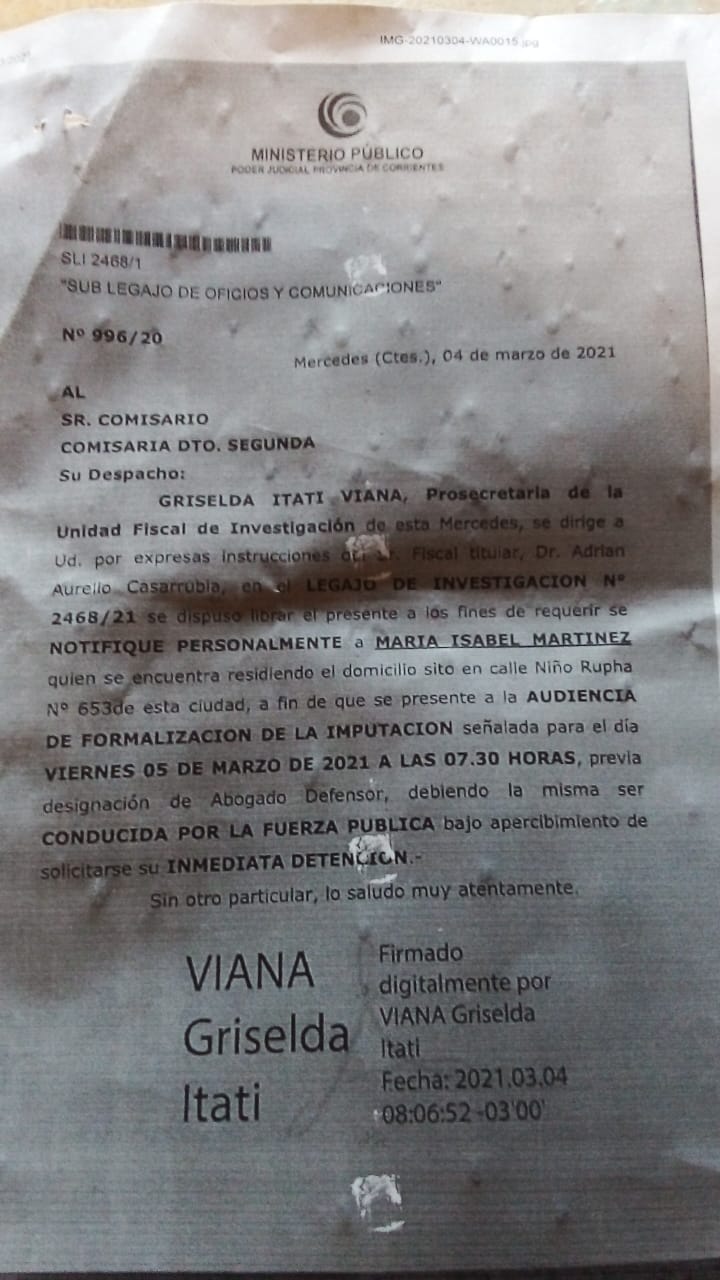 IMG-20210304-WA0015.jpg
MINISTERIO PÚBLICO
PODER JUDICIAL PROVINCIA DE CORRIENTES
SLI 2468/1
"SUB LEGAJO DE OFICIOS Y COMUNICACIONES"
Nº 996/20
Mercedes (Ctes.), 04 de marzo de 2021
AL
SR. COMISARIO
COMISARIA DTO. SEGUNDA
Su Despacho:
GRISELDA ITATI VIANA, Prosecretaria de la
Unidad Fiscal de Investigación de esta Mercedes, se dirige a
Ud. por expresas instrucciones Fiscal titular, Dr. Adrian
Aurelio Casarrubia, en el LEGAJO DE INVESTIGACION Nº
2468/21 se dispuso librar el presente a los fines de requerir se
NOTIFIQUE PERSONALMENTE a MARIA ISABEL MARTINEZ
quien se encuentra residiendo el domicilio sito en calle Niño Rupha
Nº 653de esta ciudad, a fin de que se presente a la AUDIENCIA
DE FORMALIZACION DE LA IMPUTACION señalada para el día
VIERNES 05 DE MARZO DE 2021 A LAS 07.30 HORAS, previa
designación de Abogado Defensor, debiendo la misma ser
CONDUCIDA POR LA FUERZA PUBLICA bajo apercibimiento de
solicitarse su INMEDIATA DETENCION.-
Sin otro particular, lo saludo muy atentamente.
VIANA
Griselda
Itati
Firmado
digitalmente por
VIANA Griselda
Itati
Fecha: 2021.03.04
08:06:52 -03'00'